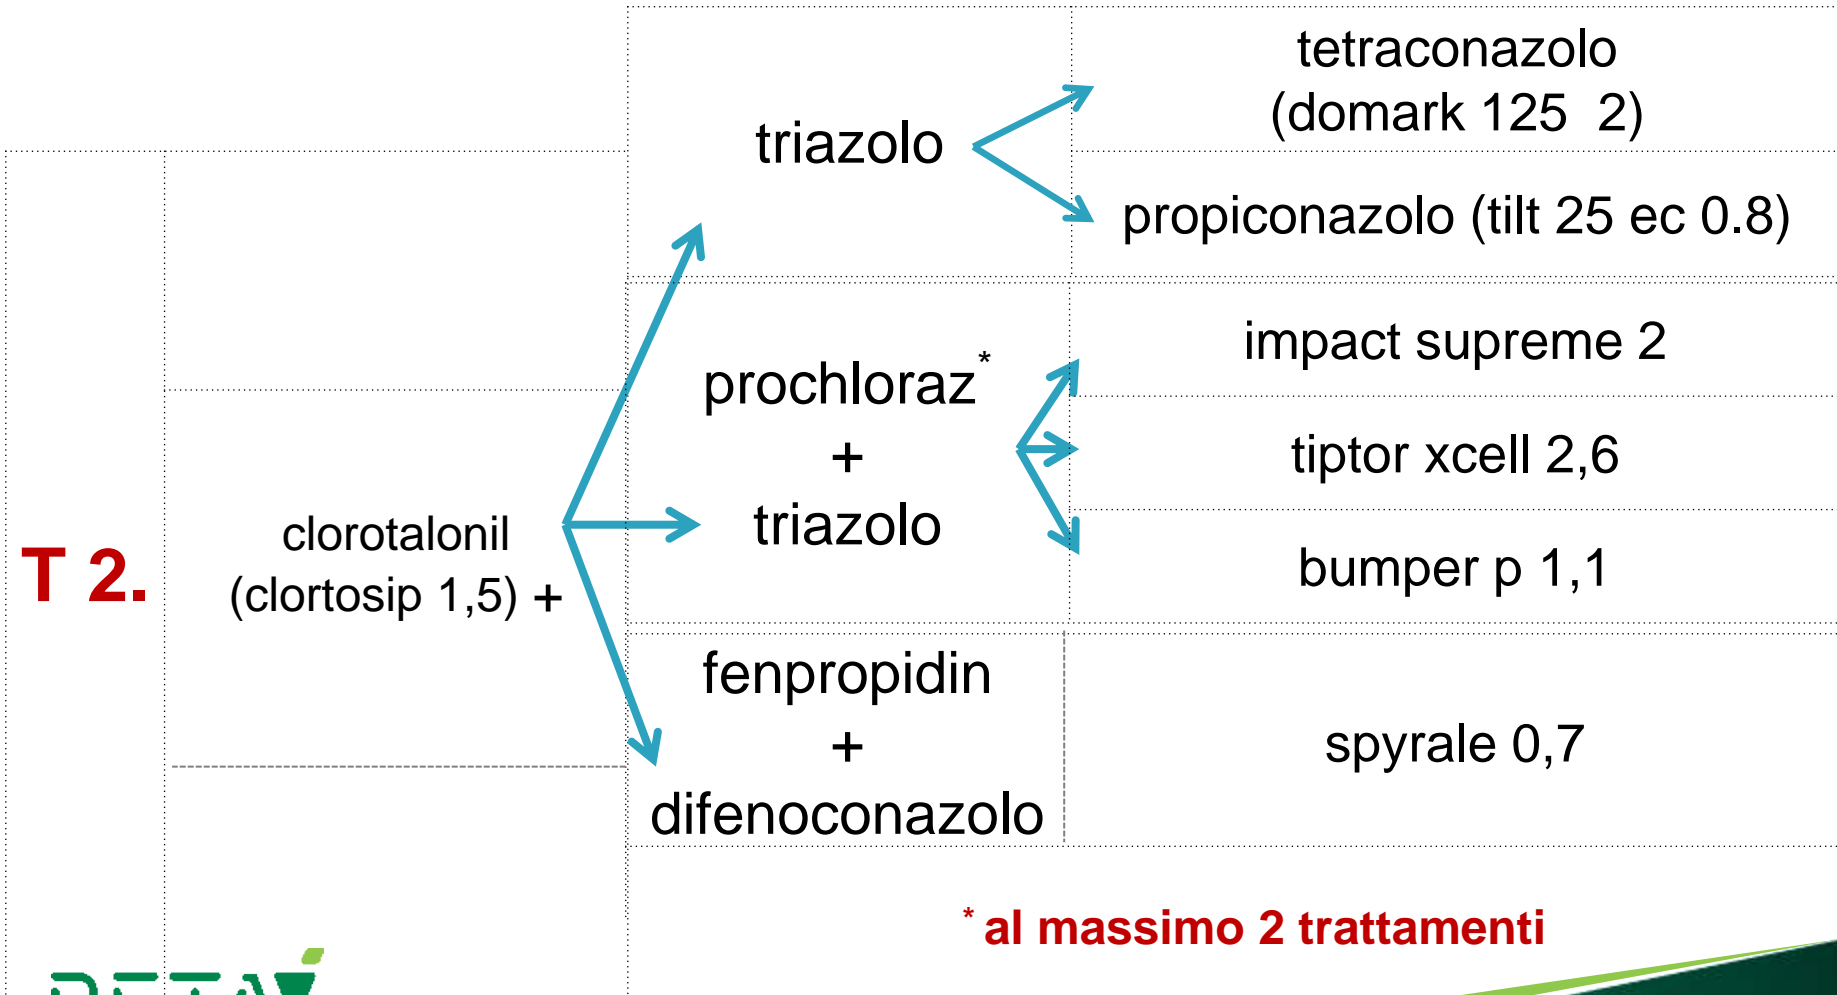 T 2.
clorotalonil
(clortosip 1,5) +
triazolo
tetraconazolo
(domark 125  2)
propiconazolo (tilt 25 ec 0.8)
prochloraz*
+
triazolo
impact supreme 2
tiptor xcell 2,6
bumper p 1,1
fenpropidin
+
difenoconazolo
spyrale 0,7
* al massimo 2 trattamenti